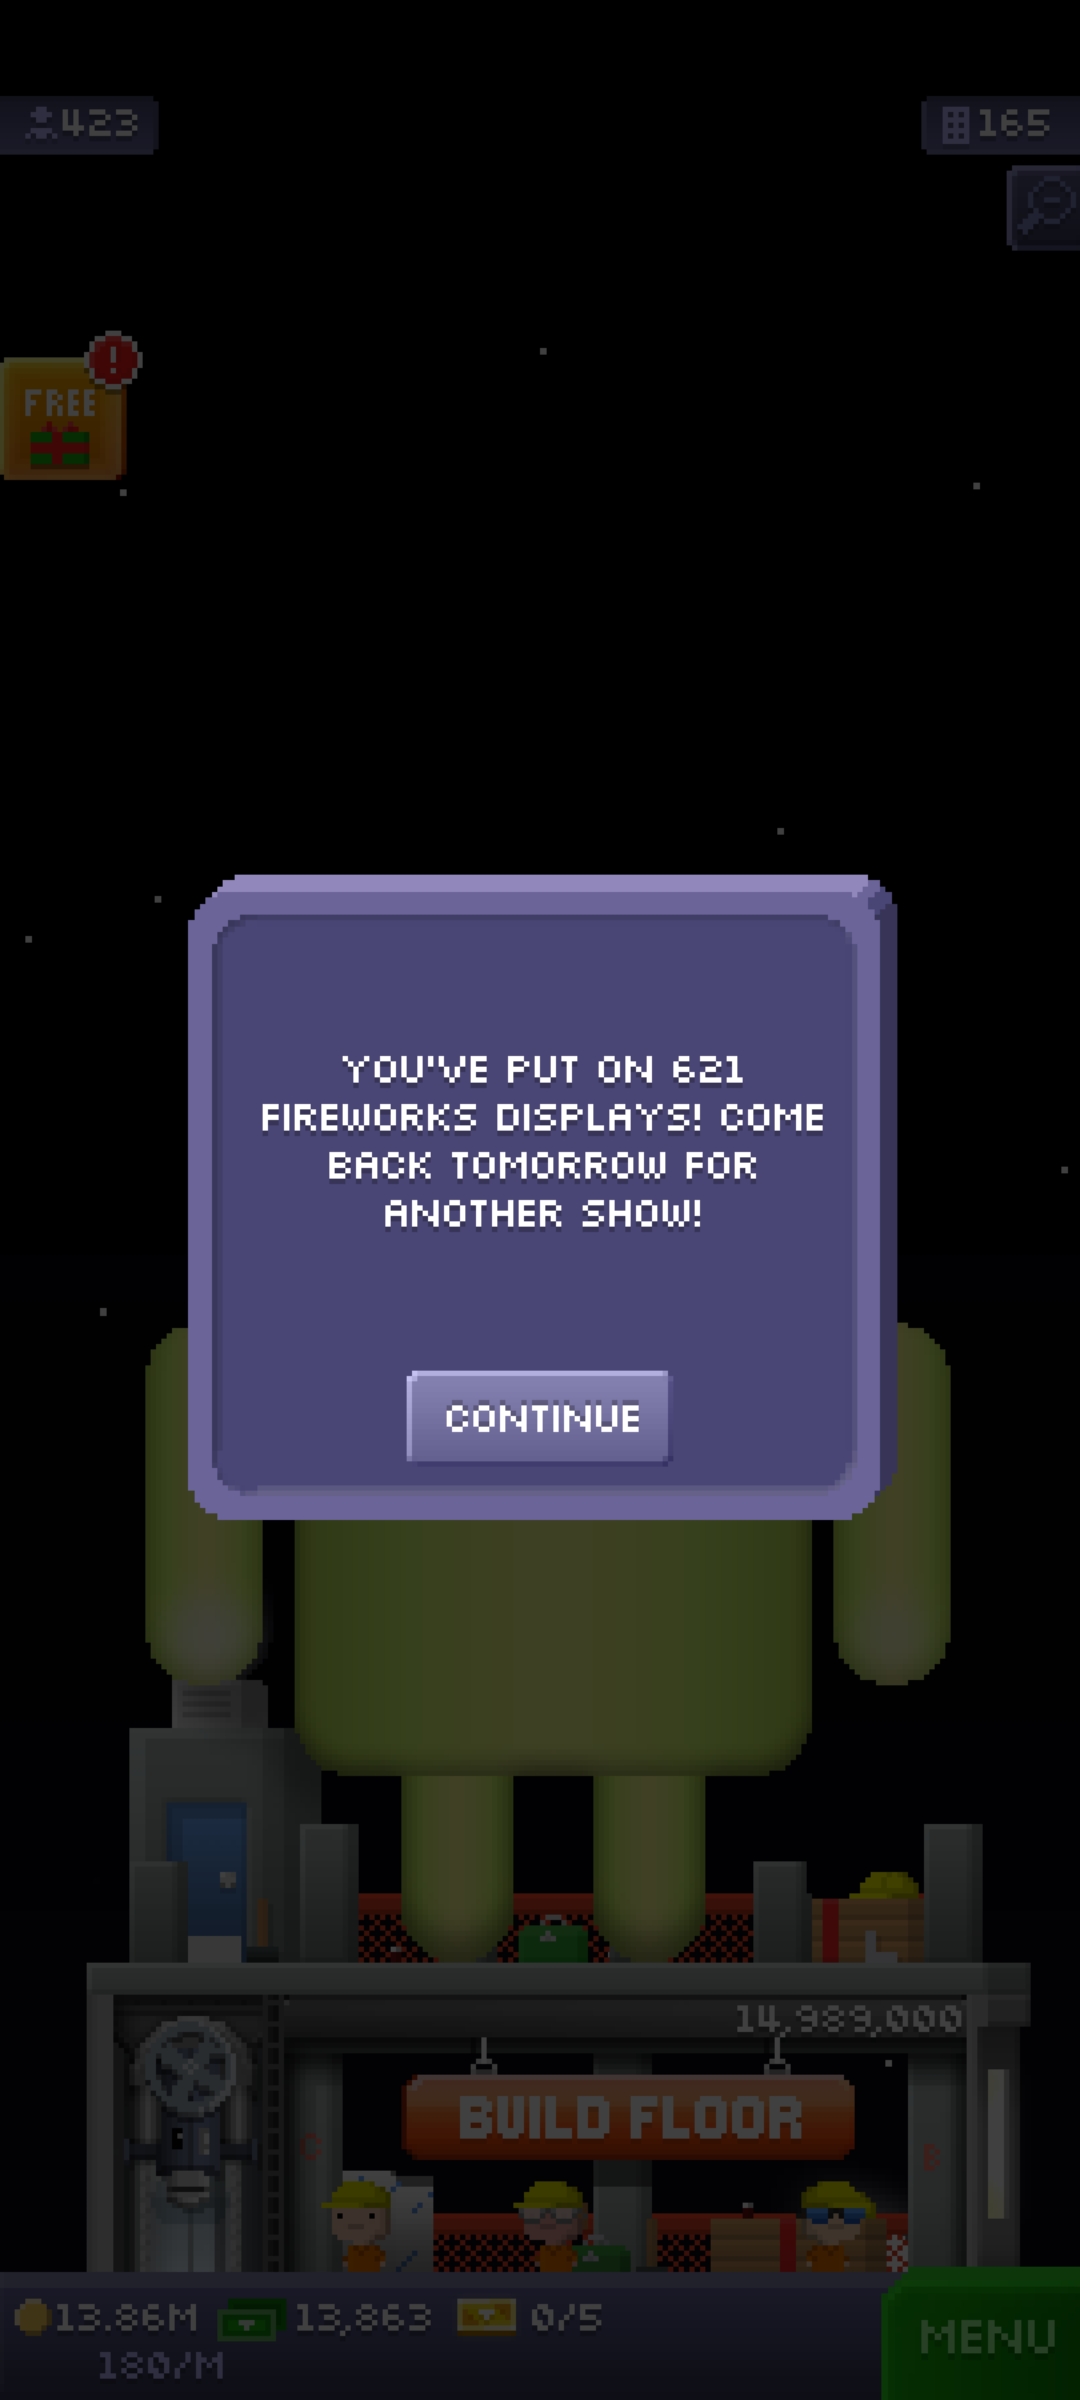 423
165
FREE
!
YOU'VE PUT ON 621
FIREWORKS DISPLAYS! COME
BACK TOMORROW FOR
ANOTHER SHOW!
CONTINUE
14,989,000
BUILD FLOOR
C
B
13.86M 13,863 0/5
180/M
MENU